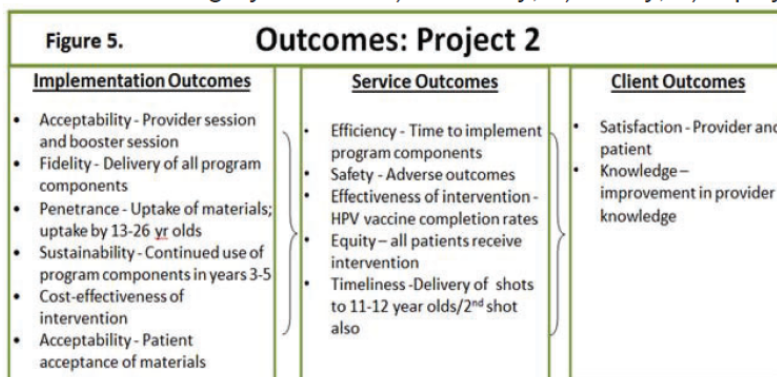 Figure 5.
Outcomes: Project 2
Implementation Outcomes
• Acceptability - Provider session
and booster session
• Fidelity - Delivery of all program
components
• Penetrance - Uptake of materials;
uptake by 13-26 yr olds
• Sustainability - Continued use of
program components in years 3-5
• Cost-effectiveness of
intervention
• Acceptability - Patient
acceptance of materials
Service Outcomes
• Efficiency - Time to implement
program components
• Safety - Adverse outcomes
• Effectiveness of intervention -
HPV vaccine completion rates
• Equity – all patients receive
intervention
• Timeliness -Delivery of shots
to 11-12 year olds/2nd shot
also
Client Outcomes
• Satisfaction - Provider and
patient
• Knowledge –
improvement in provider
knowledge